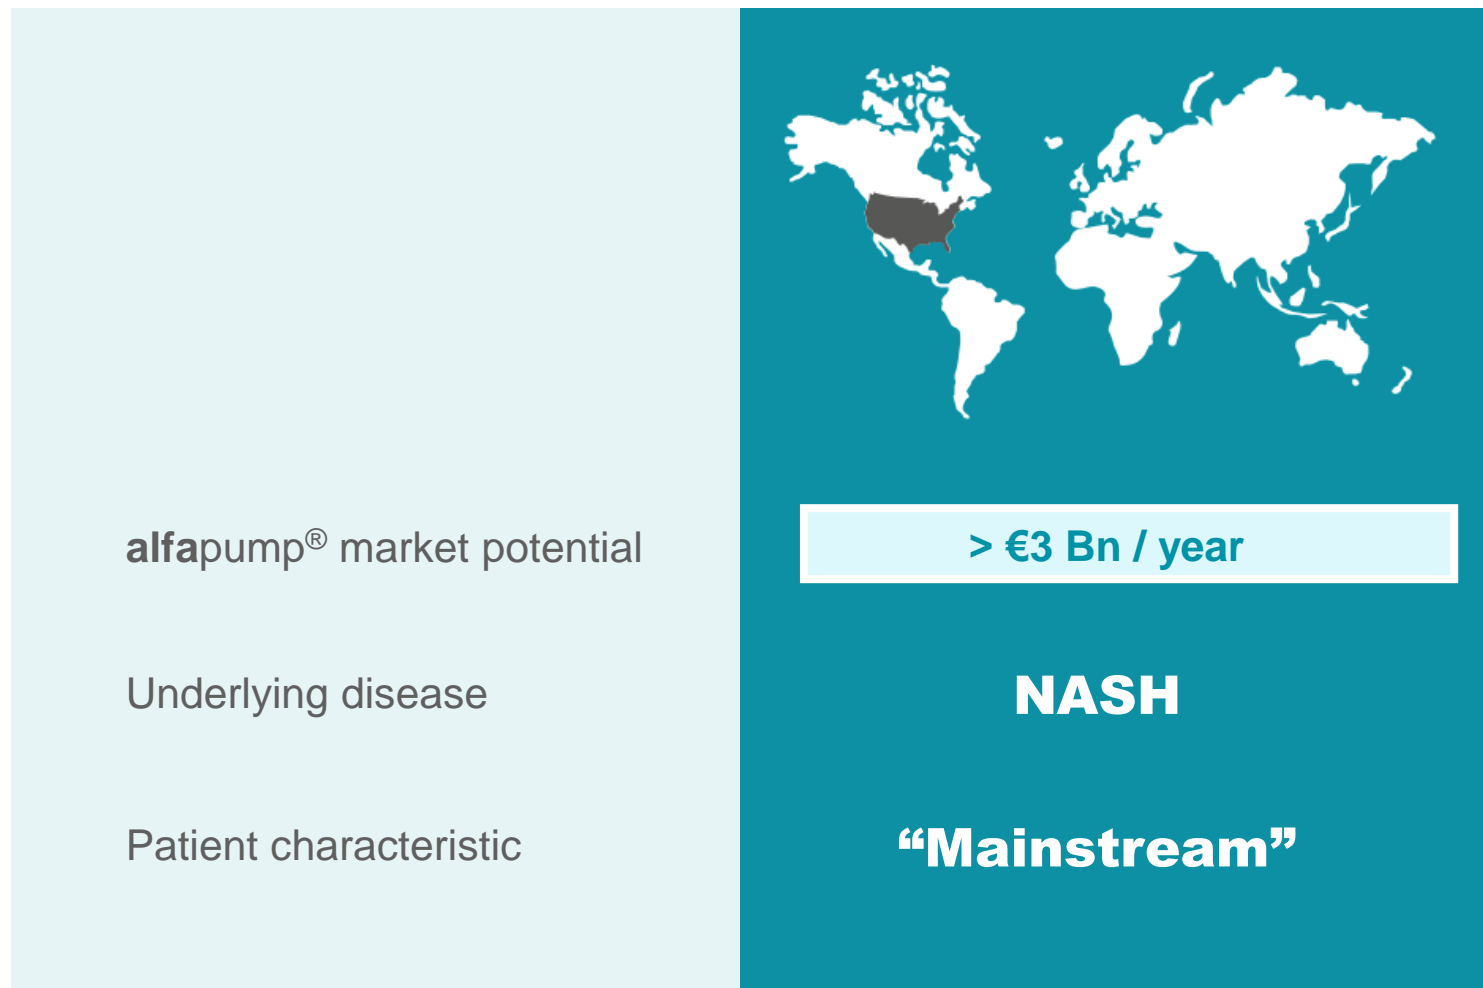 alfapump® market potential
> €3 Bn / year
Underlying disease
NASH
Patient characteristic
“Mainstream”